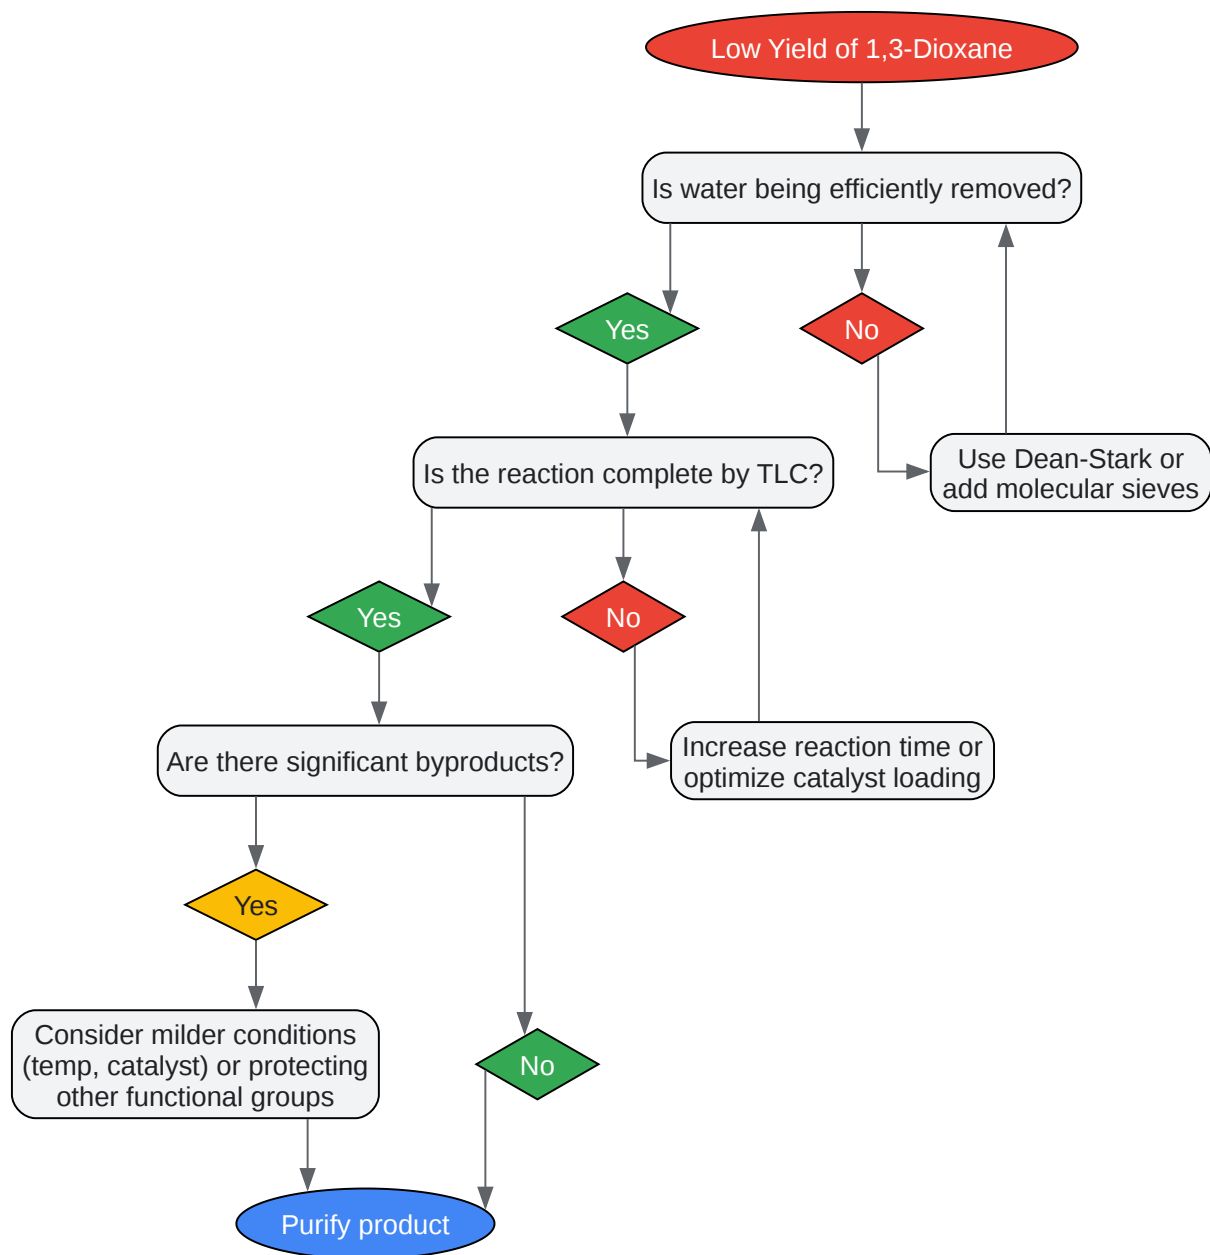 Low Yield of 1,3-Dioxane
Is water being efficiently removed?
Yes
No
Use Dean-Stark or
add molecular sieves
Is the reaction complete by TLC?
Yes
No
Increase reaction time or
optimize catalyst loading
Are there significant byproducts?
Yes
Consider milder conditions
(temp, catalyst) or protecting
other functional groups
No
Purify product